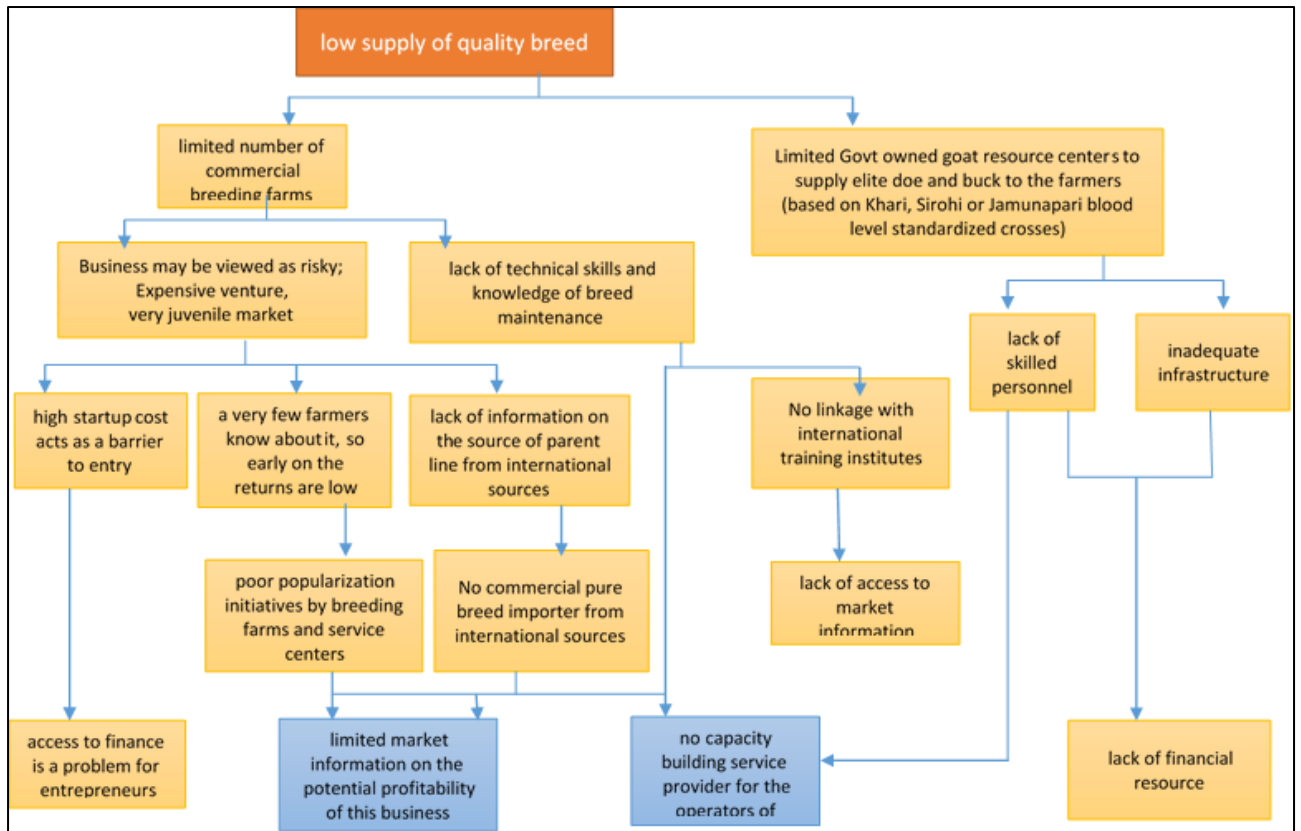 low supply of quality breed
limited number of
commercial
breeding farms
Limited Govt owned goat resource centers to
supply elite doe and buck to the farmers
(based on Khari, Sirohi or Jamunapari blood
level standardized crosses)
Business may be viewed as risky;
Expensive venture,
very juvenile market
lack of technical skills and
knowledge of breed
maintenance
lack of
skilled
personnel
inadequate
infrastructure
high startup cost
acts as a barrier
to entry
a very few farmers
know about it, so
early on the
returns are low
lack of information on
the source of parent
line from international
sources
No linkage with
international
training institutes
poor popularization
initiatives by breeding
farms and service
centers
No commercial pure
breed importer from
international sources
lack of access to
market
information
access to finance
is a problem for
entrepreneurs
limited market
information on the
potential profitability
of this business
no capacity
building service
provider for the
operators of
lack of financial
resource